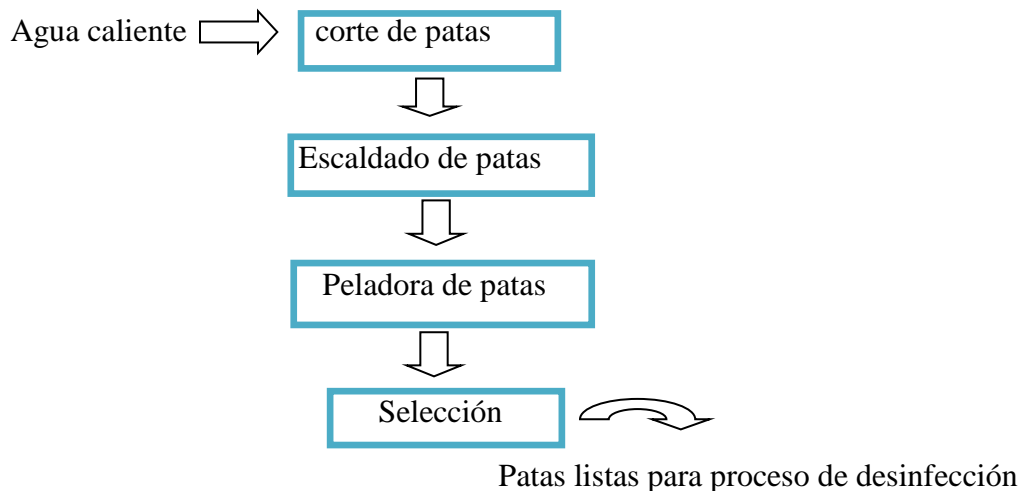 Agua caliente
corte de patas
Escaldado de patas
Peladora de patas
Selección
Patas listas para proceso de desinfección